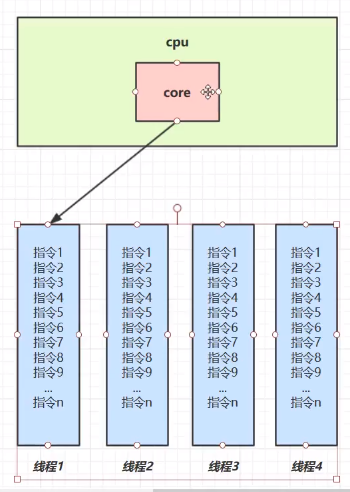 cpu
core
指令1
指令2
指令3
指令4
指令5
指令6
指令7
指令8
指令9
...
指令n
线程1
指令1
指令2
指令3
指令4
指令5
指令6
指令7
指令8
指令9
...
指令n
线程2
指令1
指令2
指令3
指令4
指令5
指令6
指令7
指令8
指令9
...
指令n
线程3
指令1
指令2
指令3
指令4
指令5
指令6
指令7
指令8
指令9
...
指令n
线程4